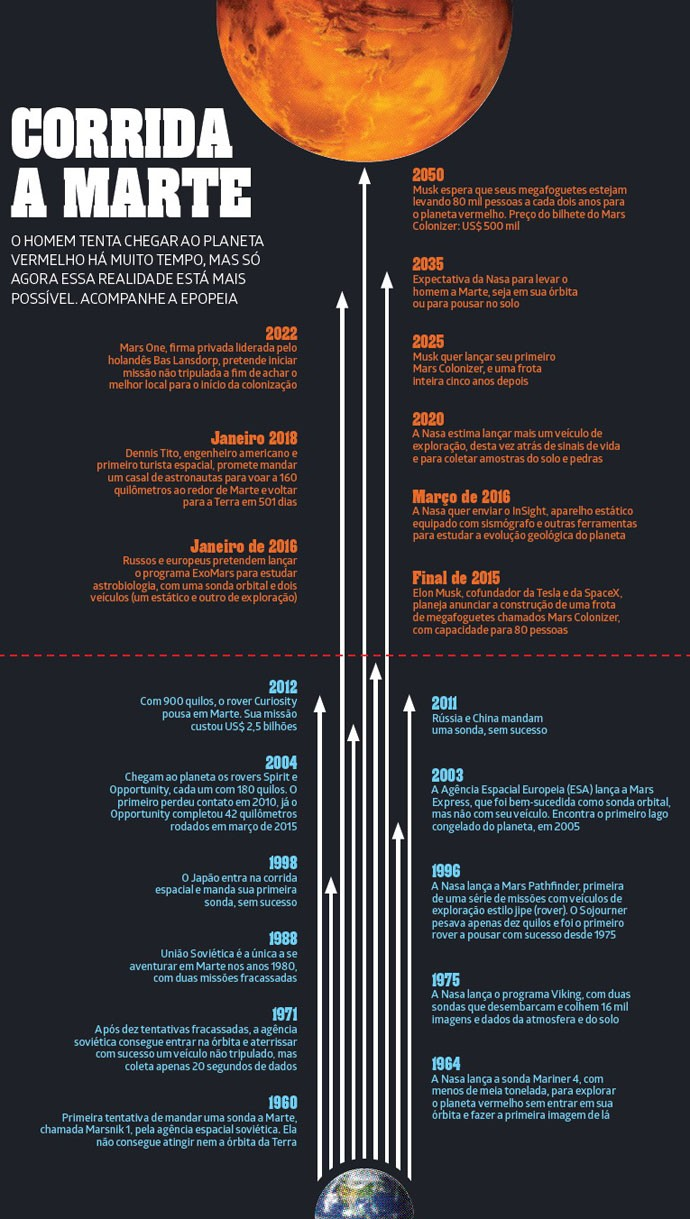 CORRIDA
A MARTE
O HOMEM TENTA CHEGAR AO PLANETA
VERMELHO HÁ MUITO TEMPO, MAS SÓ
AGORA ESSA REALIDADE ESTÁ MAIS
POSSÍVEL. ACOMPANHE A EPOPEIA
2050
Musk espera que seus megafoguetes estejam
levando 80 mil pessoas a cada dois anos para
o planeta vermelho. Preço do bilhete do Mars
Colonizer: US$ 500 mil
2035
Expectativa da Nasa para levar o
homem a Marte, seja em sua órbita
ou para pousar no solo
2022
Mars One, firma privada liderada pelo
holandês Bas Lansdorp, pretende iniciar
missão não tripulada a fim de achar o
melhor local para o início da colonização
2025
Musk quer lançar seu primeiro
Mars Colonizer, e uma frota
inteira cinco anos depois
2020
A Nasa estima lançar mais um veículo de
exploração, desta vez atrás de sinais de vida
e para coletar amostras do solo e pedras
Janeiro 2018
Dennis Tito, engenheiro americano e
primeiro turista espacial, promete mandar
um casal de astronautas para voar a 160
quilômetros ao redor de Marte e voltar
para a Terra em 501 dias
Março de 2016
A Nasa quer enviar o InSight, aparelho estático
equipado com sismógrafo e outras ferramentas
para estudar a evolução geológica do planeta
Janeiro de 2016
Russos e europeus pretendem lançar
o programa ExoMars para estudar
astrobiologia, com uma sonda orbital e dois
veículos (um estático e outro de exploração)
Final de 2015
Elon Musk, cofundador da Tesla e da SpaceX,
planeja anunciar a construção de uma frota
de megafoguetes chamados Mars Colonizer,
com capacidade para 80 pessoas
2012
Com 900 quilos, o rover Curiosity
pousa em Marte. Sua missão
custou US$ 2,5 bilhões
2011
Rússia e China mandam
uma sonda, sem sucesso
2004
Chegam ao planeta os rovers Spirit e
Opportunity, cada um com 180 quilos. O
primeiro perdeu contato em 2010, já o
Opportunity completou 42 quilômetros
rodados em março de 2015
2003
A Agência Espacial Europeia (ESA) lança a Mars
Express, que foi bem-sucedida como sonda orbital,
mas não com seu veículo. Encontra o primeiro lago
congelado do planeta, em 2005
1998
O Japão entra na corrida
espacial e manda sua primeira
sonda, sem sucesso
1996
A Nasa lança a Mars Pathfinder, primeira
de uma série de missões com veículos de
exploração estilo jipe (rover). O Sojourner
pesava apenas dez quilos e foi o primeiro
rover a pousar com sucesso desde 1975
1988
União Soviética é a única a se
aventurar em Marte nos anos 1980,
com duas missões fracassadas
1975
A Nasa lança o programa Viking, com duas
sondas que desembarcam e colhem 16 mil
imagens e dados da atmosfera e do solo
1971
Após dez tentativas fracassadas, a agência
soviética consegue entrar na órbita e aterrissar
com sucesso um veículo não tripulado, mas
coleta apenas 20 segundos de dados
1964
A Nasa lança a sonda Mariner 4, com
menos de meia tonelada, para explorar
o planeta vermelho sem entrar em sua
órbita e fazer a primeira imagem de lá
1960
Primeira tentativa de mandar uma sonda a Marte,
chamada Marsnik 1, pela agência espacial soviética. Ela
não consegue atingir nem a órbita da Terra